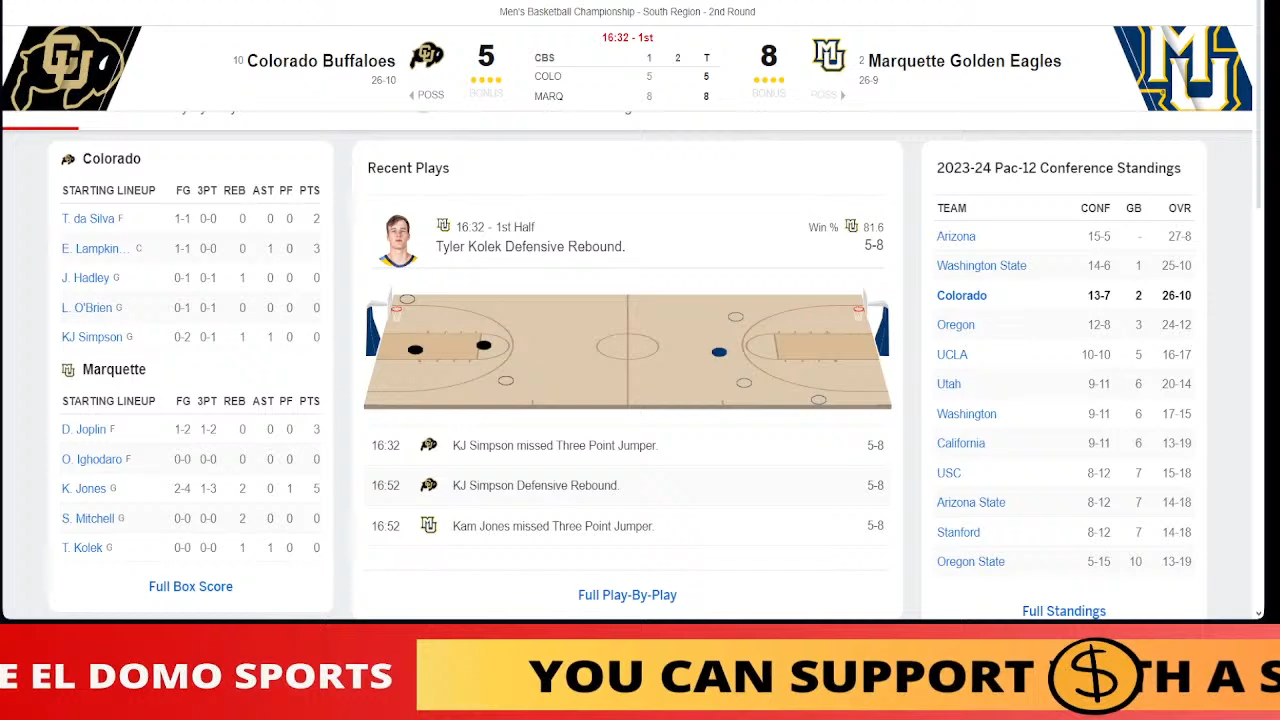 Men's Basketball Championship - South Region - 2nd Round
10 Colorado Buffaloes
26-10
POSS
5
BONUS
16:32 - 1st
CBS 1 2 T
COLO 5 5
MARQ 8 8
8
BONUS
2 Marquette Golden Eagles
26-9
POSS
Colorado
STARTING LINEUP FG 3PT REB AST PF PTS
T. da Silva F 1-1 0-0 0 0 0 2
E. Lampkin... C 1-1 0-0 0 1 0 3
J. Hadley G 0-1 0-1 1 0 0 0
L. O'Brien G 0-1 0-1 0 0 0 0
KJ Simpson G 0-2 0-1 1 1 0 0
Marquette
STARTING LINEUP FG 3PT REB AST PF PTS
D. Joplin F 1-2 1-2 0 0 0 3
O. Ighodaro F 0-0 0-0 0 0 0 0
K. Jones G 2-4 1-3 2 0 1 5
S. Mitchell G 0-0 0-0 2 0 0 0
T. Kolek G 0-0 0-0 1 1 0 0
Full Box Score
Recent Plays
16:32 - 1st Half
Win % 81.6
Tyler Kolek Defensive Rebound.
5-8
16:32 KJ Simpson missed Three Point Jumper. 5-8
16:52 KJ Simpson Defensive Rebound. 5-8
16:52 Kam Jones missed Three Point Jumper. 5-8
Full Play-By-Play
2023-24 Pac-12 Conference Standings
TEAM CONF GB OVR
Arizona 15-5 - 27-8
Washington State 14-6 1 25-10
Colorado 13-7 2 26-10
Oregon 12-8 3 24-12
UCLA 10-10 5 16-17
Utah 9-11 6 20-14
Washington 9-11 6 17-15
California 9-11 6 13-19
USC 8-12 7 15-18
Arizona State 8-12 7 14-18
Stanford 8-12 7 14-18
Oregon State 5-15 10 13-19
Full Standings
E EL DOMO SPORTS
YOU CAN SUPPORT $TH A S